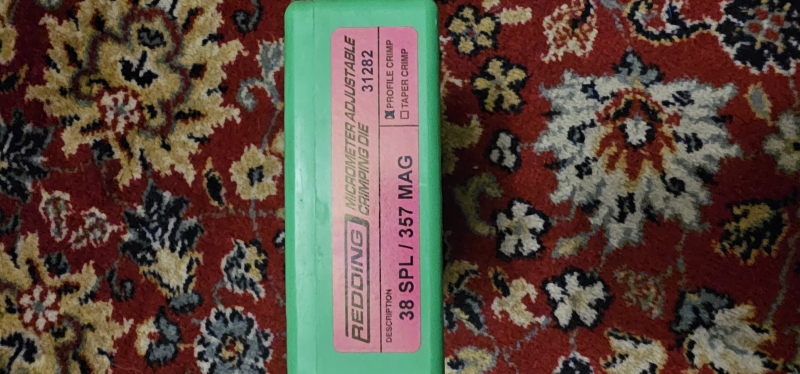 REDDING
MICROMETER ADJUSTABLE
CRIMPING DIE
31282
DESCRIPTION
38 SPL / 357 MAG
☒ PROFILE CRIMP
☐ TAPER CRIMP